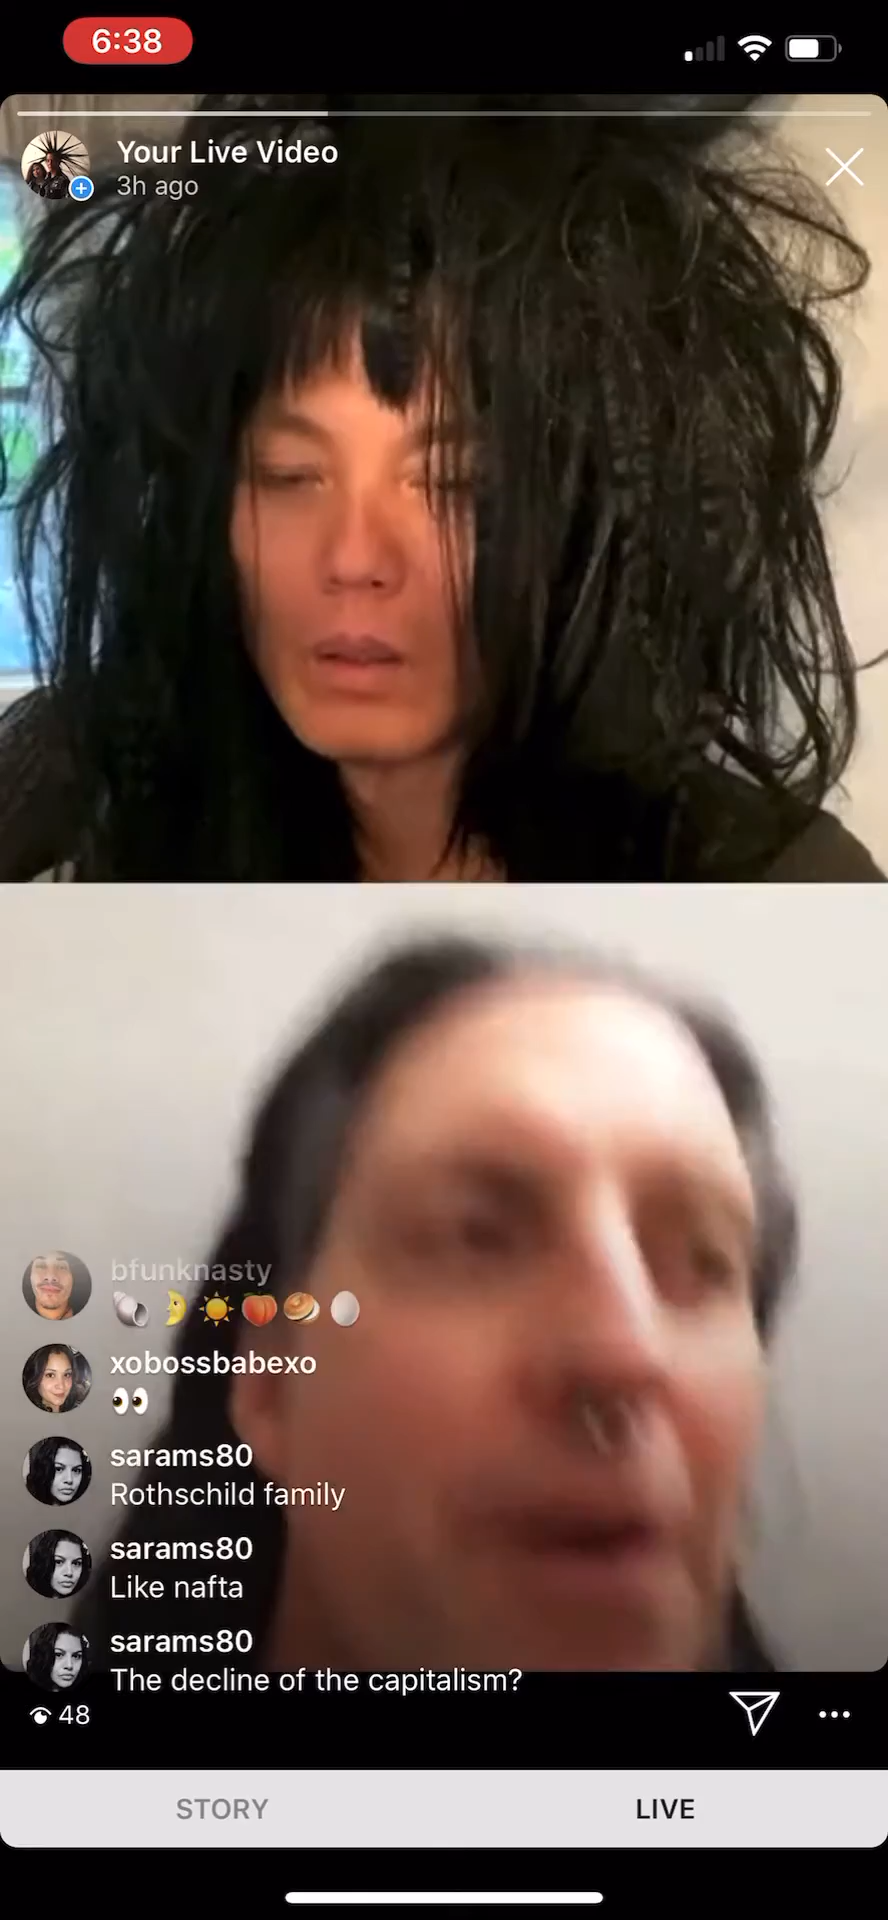 6:38
Your Live Video
3h ago
bfunknasty
🐚🌛☀️🍑🥯🥚
xobossbabexo
👀
sarams80
Rothschild family
sarams80
Like nafta
sarams80
The decline of the capitalism?
48
STORY
LIVE